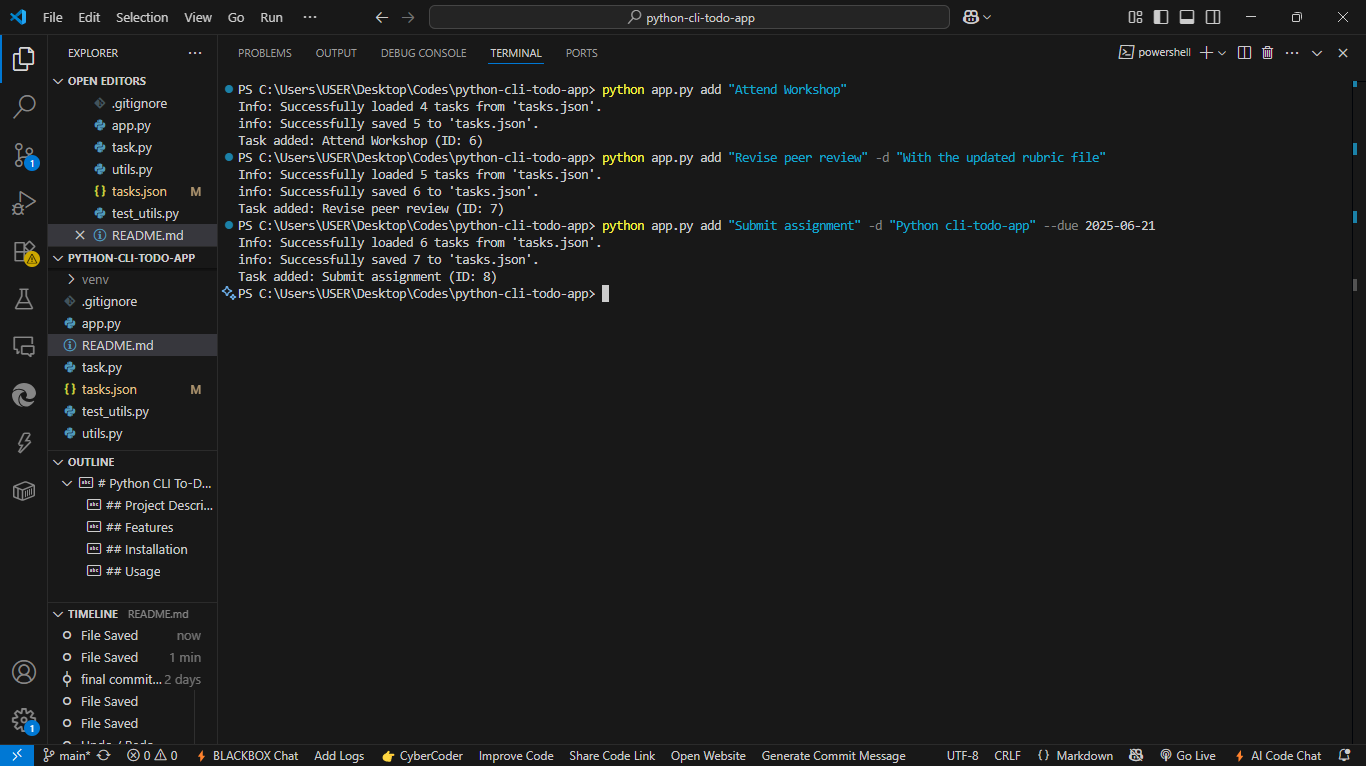 File Edit Selection View Go Run ··· python-cli-todo-app
EXPLORER ···
OPEN EDITORS
.gitignore
app.py
task.py
utils.py
{} tasks.json M
test_utils.py
README.md
PYTHON-CLI-TODO-APP
venv
.gitignore
app.py
README.md
task.py
{} tasks.json M
test_utils.py
utils.py
OUTLINE
# Python CLI To-D...
## Project Descri...
## Features
## Installation
## Usage
TIMELINE README.md
File Saved now
File Saved 1 min
final commit... 2 days
File Saved
File Saved
1
1
PROBLEMS OUTPUT DEBUG CONSOLE TERMINAL PORTS powershell
PS C:\Users\USER\Desktop\Codes\python-cli-todo-app> python app.py add "Attend Workshop"
Info: Successfully loaded 4 tasks from 'tasks.json'.
info: Successfully saved 5 to 'tasks.json'.
Task added: Attend Workshop (ID: 6)
PS C:\Users\USER\Desktop\Codes\python-cli-todo-app> python app.py add "Revise peer review" -d "With the updated rubric file"
Info: Successfully loaded 5 tasks from 'tasks.json'.
info: Successfully saved 6 to 'tasks.json'.
Task added: Revise peer review (ID: 7)
PS C:\Users\USER\Desktop\Codes\python-cli-todo-app> python app.py add "Submit assignment" -d "Python cli-todo-app" --due 2025-06-21
Info: Successfully loaded 6 tasks from 'tasks.json'.
info: Successfully saved 7 to 'tasks.json'.
Task added: Submit assignment (ID: 8)
PS C:\Users\USER\Desktop\Codes\python-cli-todo-app>
main* 0 0 BLACKBOX Chat Add Logs CyberCoder Improve Code Share Code Link Open Website Generate Commit Message UTF-8 CRLF {} Markdown Go Live AI Code Chat